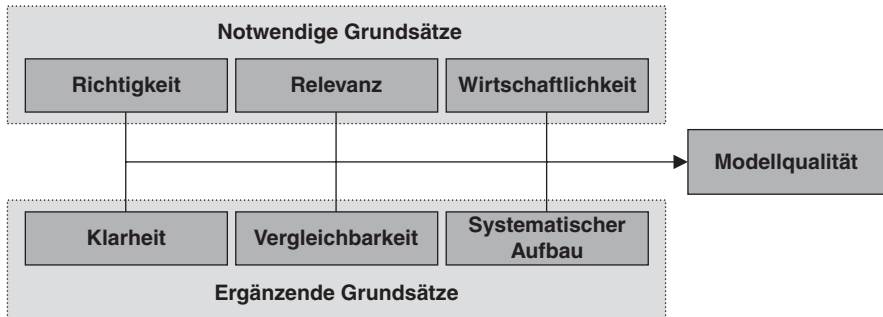 Notwendige Grundsätze
Richtigkeit
Relevanz
Wirtschaftlichkeit
Modellqualität
Klarheit
Vergleichbarkeit
Systematischer
Aufbau
Ergänzende Grundsätze